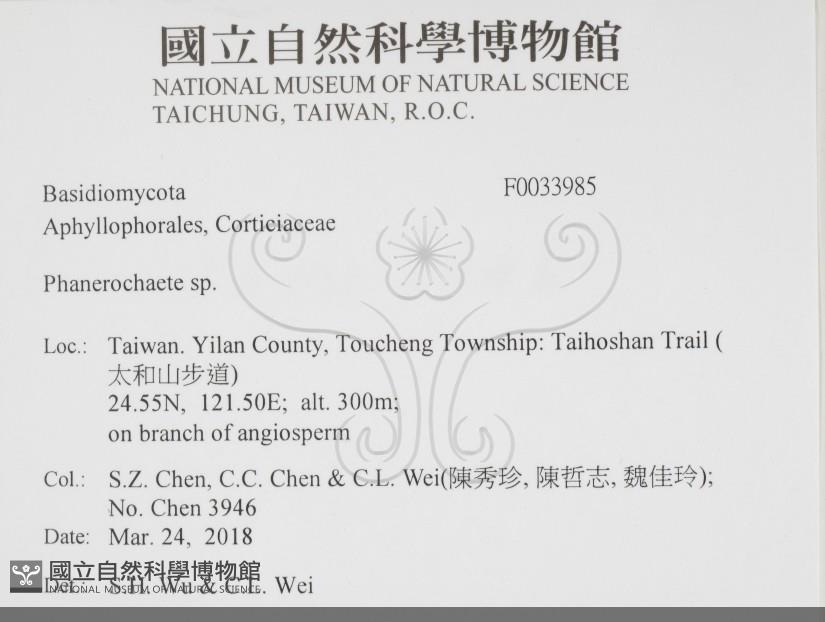 國立自然科學博物館
NATIONAL MUSEUM OF NATURAL SCIENCE
TAICHUNG, TAIWAN, R.O.C.
Basidiomycota F0033985
Aphyllophorales, Corticiaceae
Phanerochaete sp.
Loc.: Taiwan. Yilan County, Toucheng Township: Taihoshan Trail (
太和山步道)
24.55N, 121.50E; alt. 300m;
on branch of angiosperm
Col.: S.Z. Chen, C.C. Chen & C.L. Wei(陳秀珍, 陳哲志, 魏佳玲);
No. Chen 3946
Date: Mar. 24, 2018
國立自然科學博物館
NATIONAL MUSEUM OF NATURAL SCIENCE
Det.: S.H. Wu & C.L. Wei